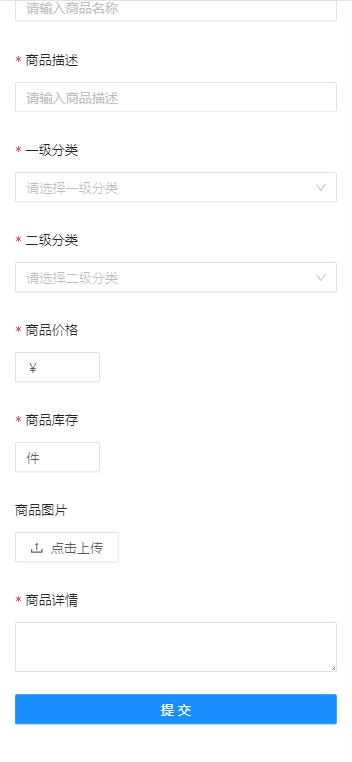 请输入商品名称
* 商品描述
请输入商品描述
* 一级分类
请选择一级分类
* 二级分类
请选择二级分类
* 商品价格
¥
* 商品库存
件
商品图片
点击上传
* 商品详情
提 交